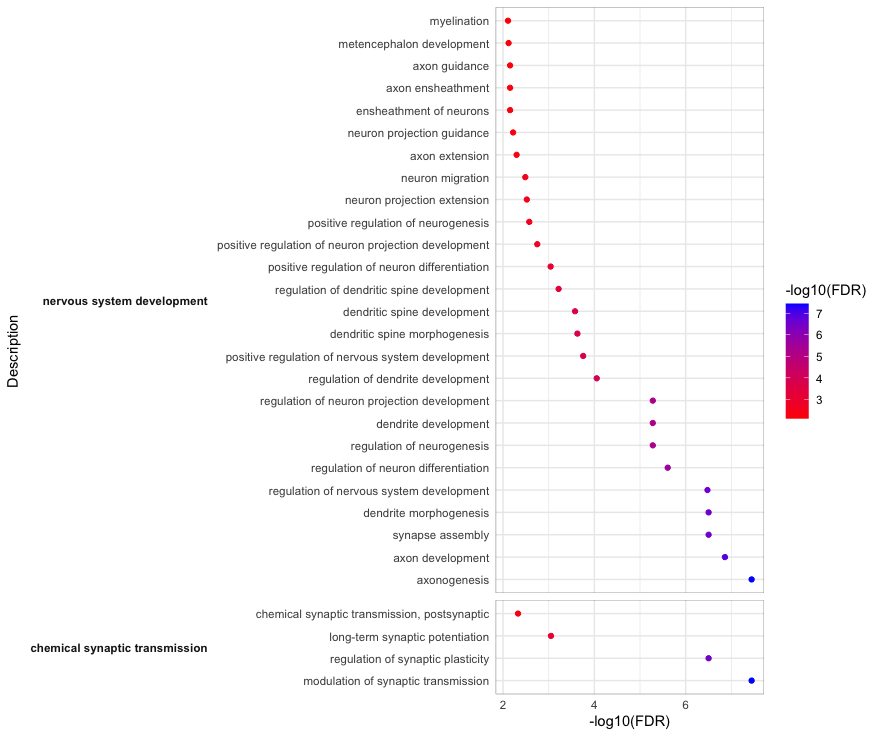 myelination
metencephalon development
axon guidance
axon ensheathment
ensheathment of neurons
neuron projection guidance
axon extension
neuron migration
neuron projection extension
positive regulation of neurogenesis
positive regulation of neuron projection development
positive regulation of neuron differentiation
regulation of dendritic spine development
nervous system development
dendritic spine development
dendritic spine morphogenesis
positive regulation of nervous system development
regulation of dendrite development
regulation of neuron projection development
dendrite development
regulation of neurogenesis
regulation of neuron differentiation
regulation of nervous system development
dendrite morphogenesis
synapse assembly
axon development
axonogenesis
chemical synaptic transmission, postsynaptic
long-term synaptic potentiation
chemical synaptic transmission
regulation of synaptic plasticity
modulation of synaptic transmission
Description
2 4 6
-log10(FDR)
-log10(FDR)
7
6
5
4
3